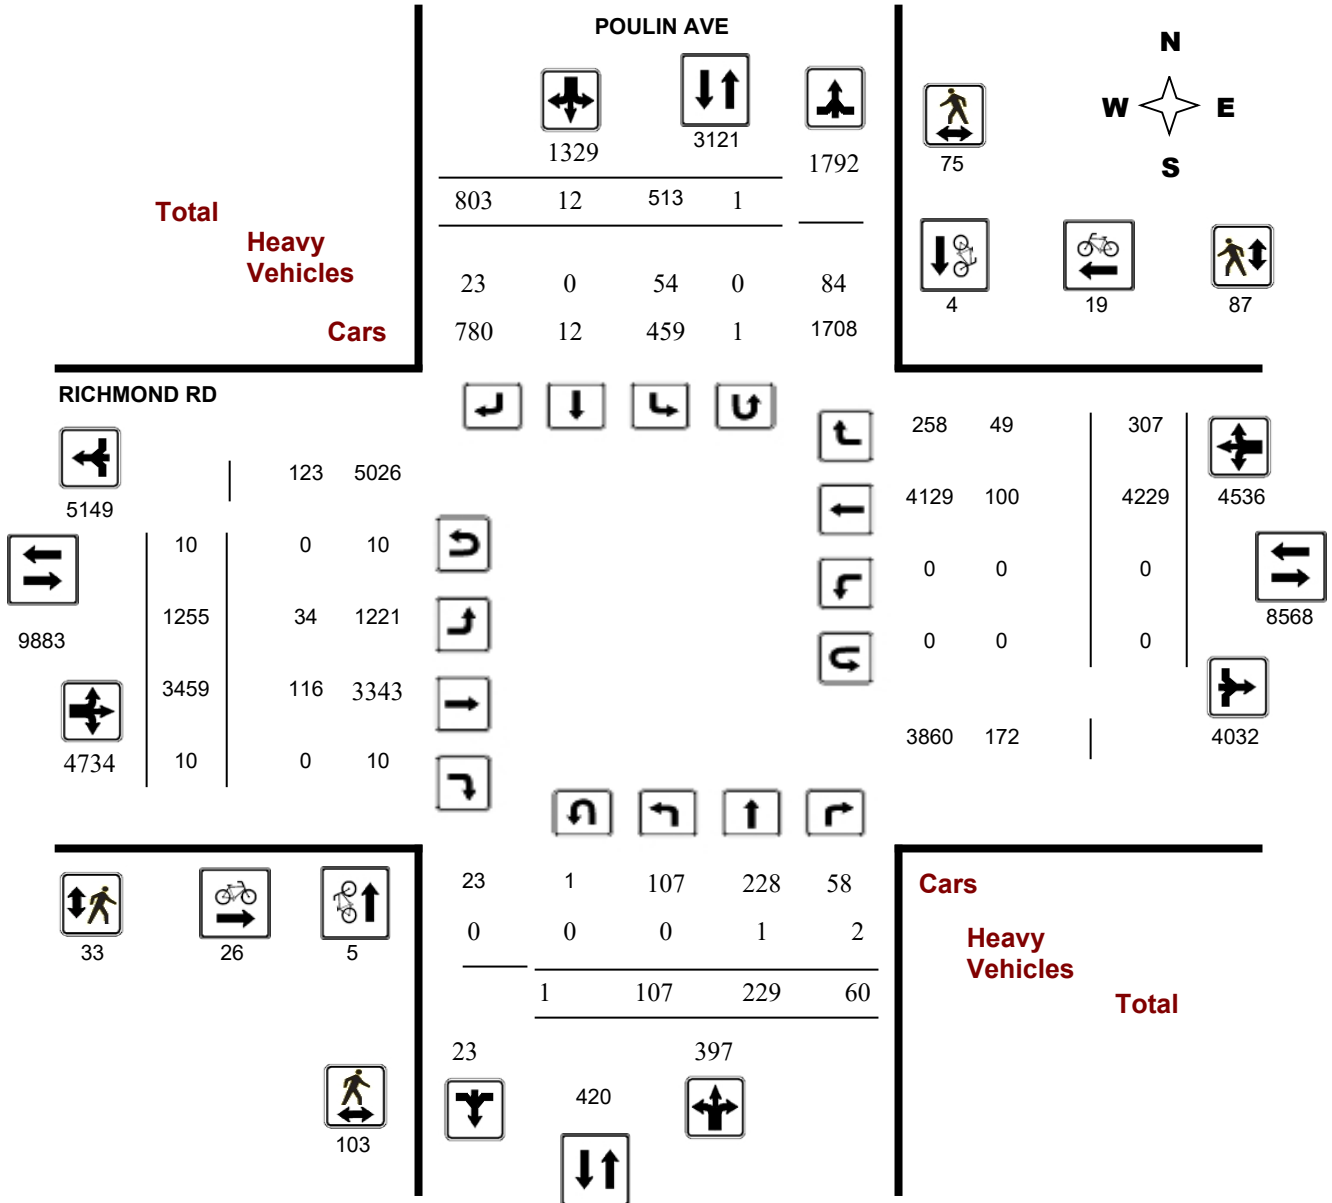 POULIN AVE
N
W E
S
1329 3121 1792 75
803 12 513 1
Total
Heavy
Vehicles
23 0 54 0 84
4 19 87
Cars
780 12 459 1 1708
RICHMOND RD
258 49 307
123 5026
5149
4129 100 4229 4536
10 0 10
0 0 0
9883
1255 34 1221
8568
0 0 0
3459 116 3343
4734
10 0 10
3860 172 4032
23 1 107 228 58
Cars
33 26 5
0 0 0 1 2
Heavy
Vehicles
1 107 229 60
Total
23 397
420
103